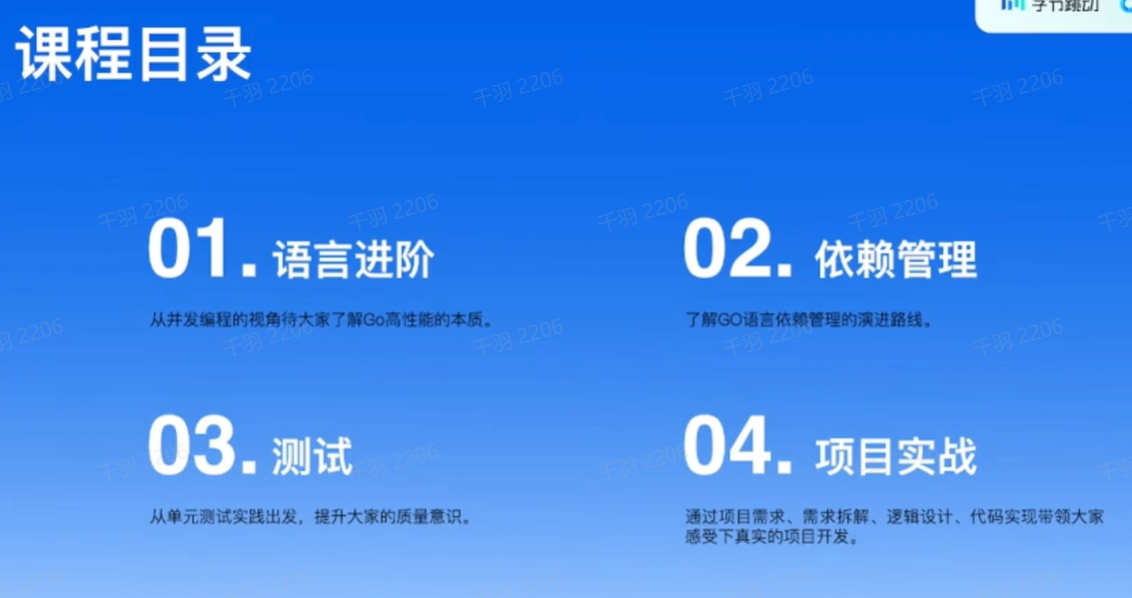 字节跳动
课程目录
01. 语言进阶
从并发编程的视角待大家了解Go高性能的本质。
02. 依赖管理
了解GO语言依赖管理的演进路线。
03. 测试
从单元测试实践出发，提升大家的质量意识。
04. 项目实战
通过项目需求、需求拆解、逻辑设计、代码实现带领大家
感受下真实的项目开发。
千羽 2206